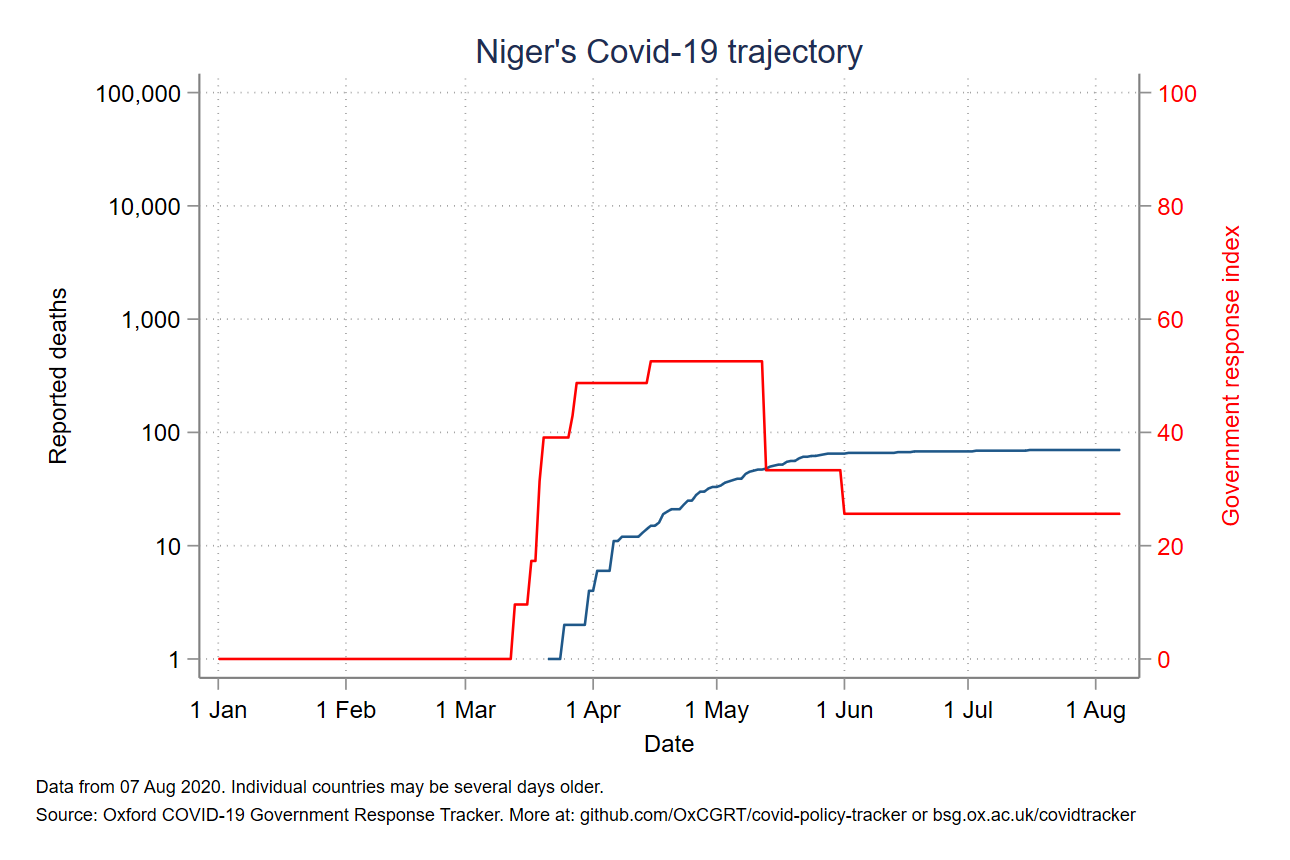 Niger's Covid-19 trajectory
100,000
10,000
1,000
100
10
1
Reported deaths
100
80
60
40
20
0
Government response index
1 Jan
1 Feb
1 Mar
1 Apr
1 May
1 Jun
1 Jul
1 Aug
Date
Data from 07 Aug 2020. Individual countries may be several days older.
Source: Oxford COVID-19 Government Response Tracker. More at: github.com/OxCGRT/covid-policy-tracker or bsg.ox.ac.uk/covidtracker